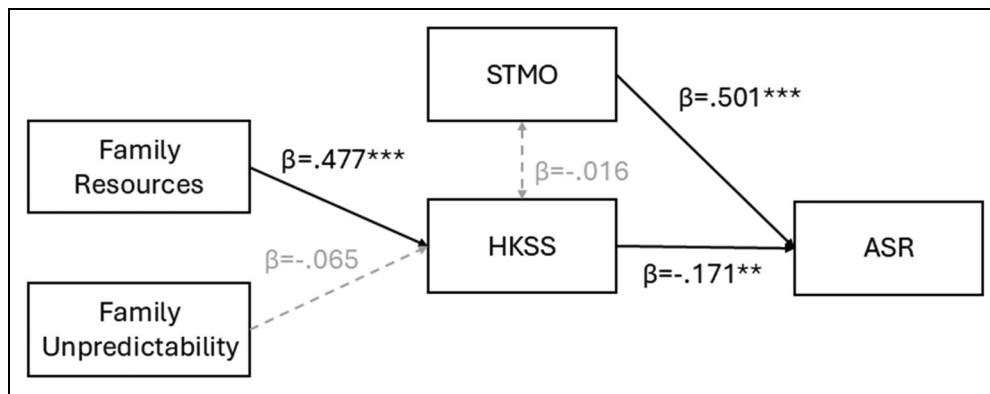 STMO
β=.501***
Family
Resources
β=.477***
β=-.016
HKSS
ASR
β=-.065
β=-.171**
Family
Unpredictability